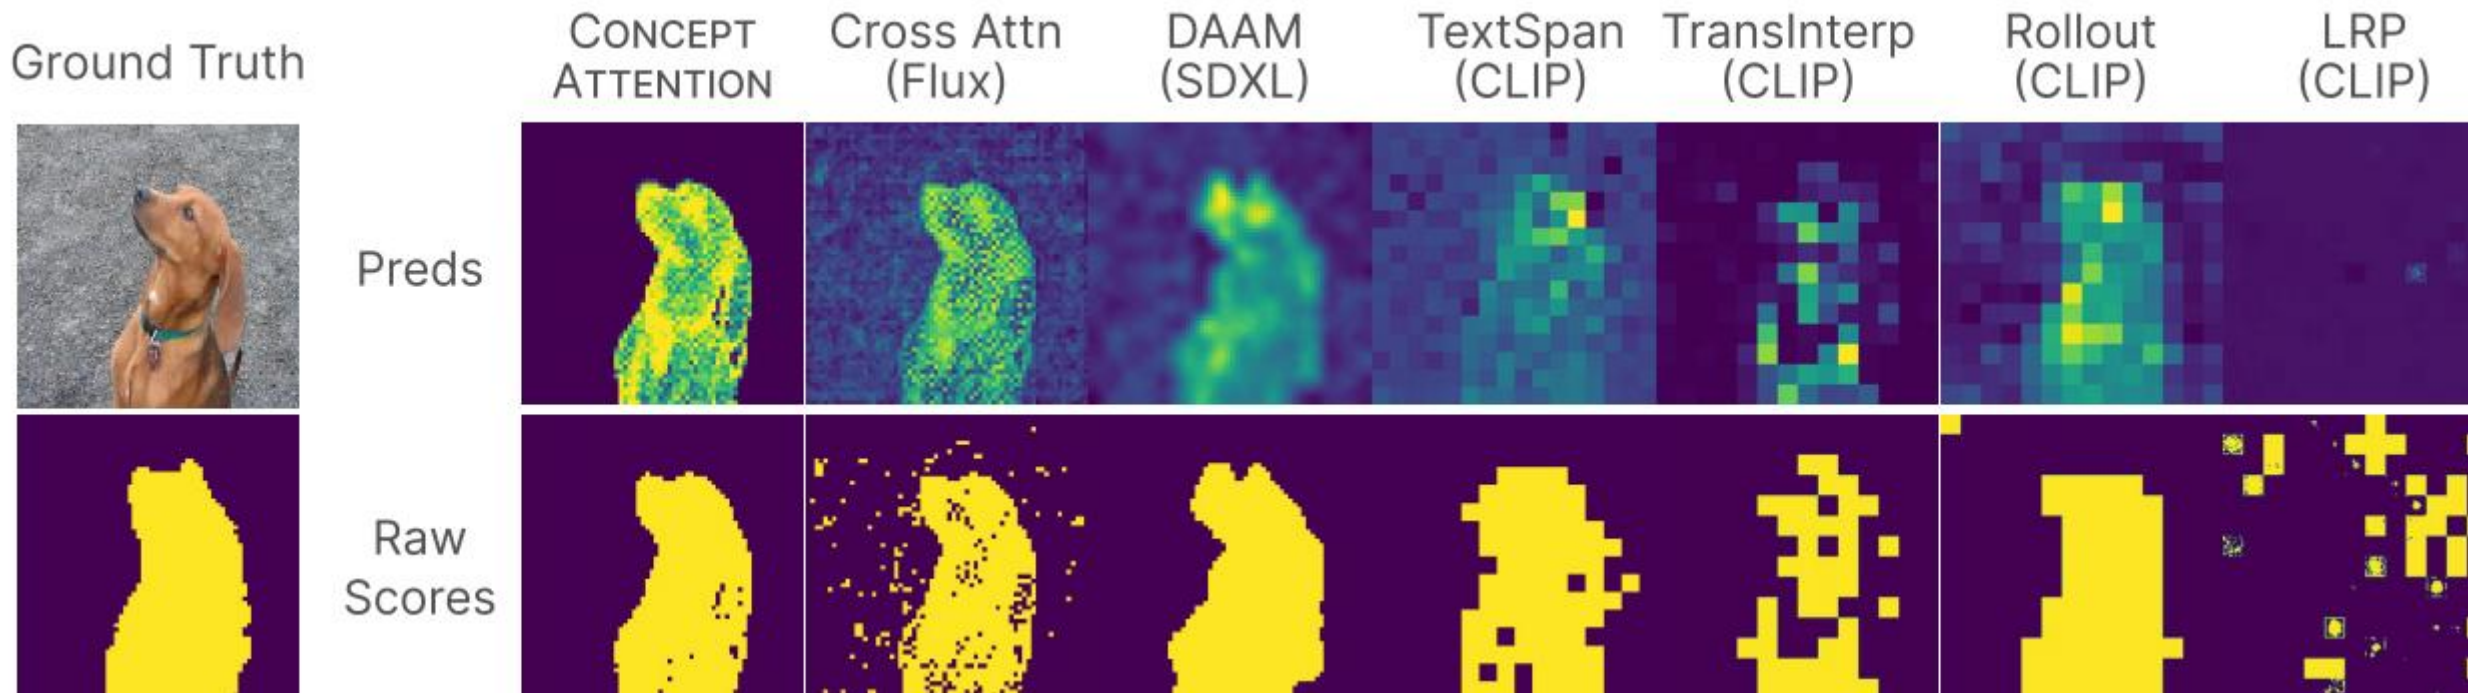 Ground Truth
CONCEPT
ATTENTION
Cross Attn
(Flux)
DAAM
(SDXL)
TextSpan
(CLIP)
TransInterp
(CLIP)
Rollout
(CLIP)
LRP
(CLIP)
Preds
Raw
Scores